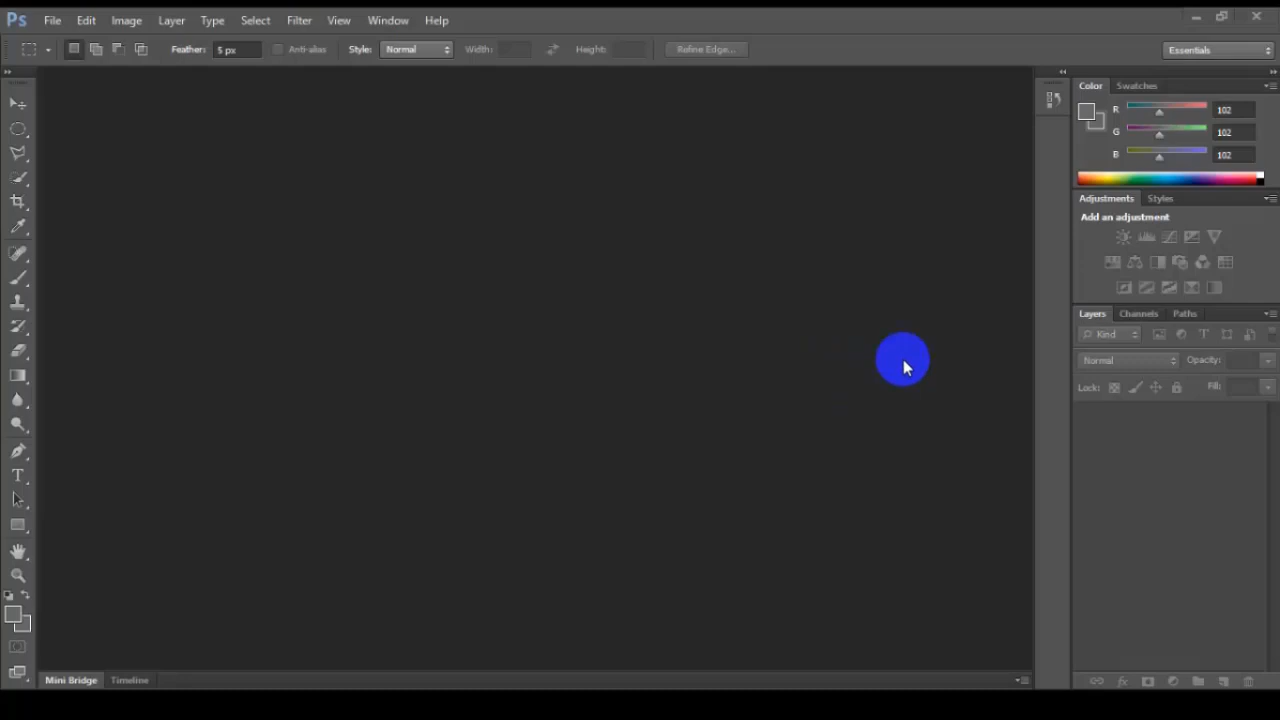 Ps File Edit Image Layer Type Select Filter View Window Help
Feather: 5 px Anti-alias Style: Normal Width: Height: Refine Edge... Essentials
Color Swatches
R 102
G 102
B 102
Adjustments Styles
Add an adjustment
Layers Channels Paths
Kind T
Normal Opacity:
Lock: Fill:
T
Mini Bridge Timeline
fx